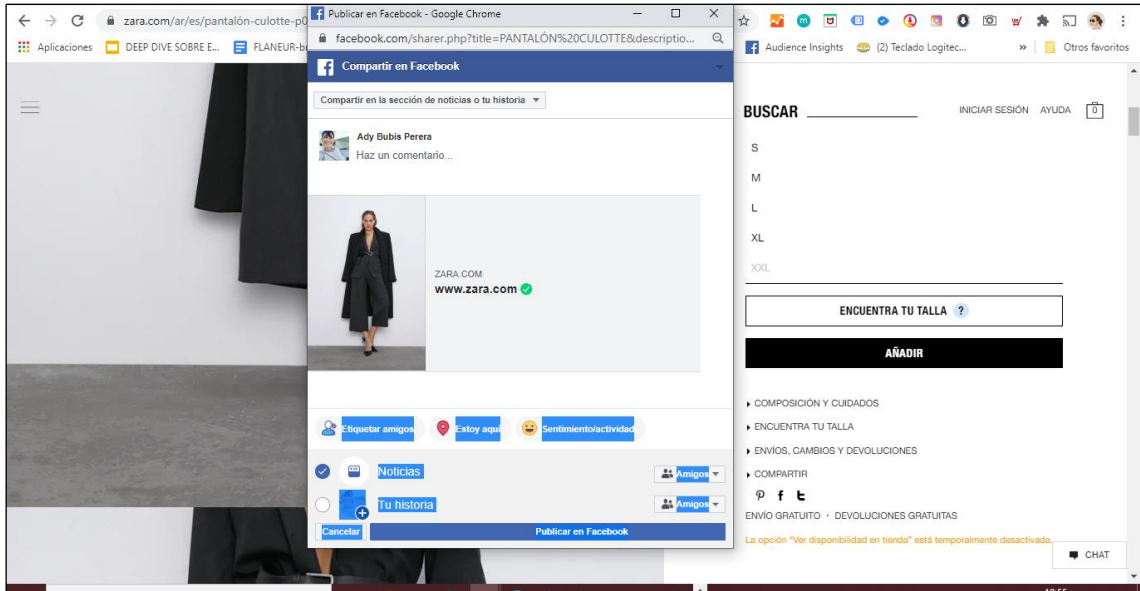 zara.com/ar/es/pantalón-culotte-p0
Aplicaciones
DEEP DIVE SOBRE E...
FLANEUR-b
Audience Insights
(2) Teclado Logitec...
»
Otros favoritos
Publicar en Facebook - Google Chrome
facebook.com/sharer.php?title=PANTALÓN%20CULOTTE&descriptio...
Compartir en Facebook
Compartir en la sección de noticias o tu historia
Ady Bubis Perera
Haz un comentario...
ZARA.COM
www.zara.com
Etiquetar amigos
Estoy aquí
Sentimiento/actividad
Noticias
Amigos
Tu historia
Amigos
Cancelar
Publicar en Facebook
BUSCAR
INICIAR SESIÓN
AYUDA
0
S
M
L
XL
XXL
ENCUENTRA TU TALLA ?
AÑADIR
COMPOSICIÓN Y CUIDADOS
ENCUENTRA TU TALLA
ENVÍOS, CAMBIOS Y DEVOLUCIONES
COMPARTIR
ENVÍO GRATUITO · DEVOLUCIONES GRATUITAS
La opción "Ver disponibilidad en tienda" está temporalmente desactivada.
CHAT